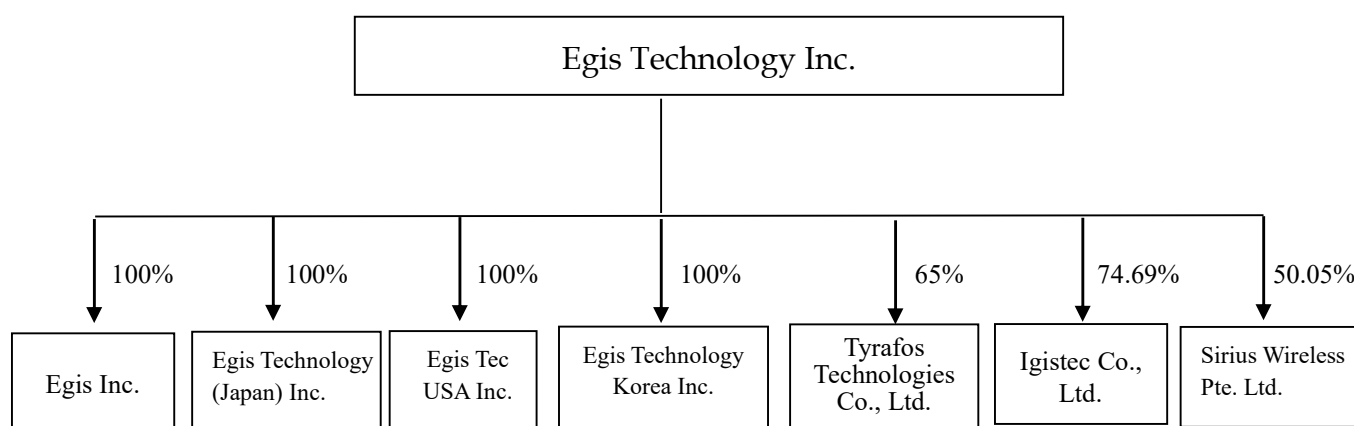 Egis Technology Inc.
100%
100%
100%
100%
65%
74.69%
50.05%
Egis Inc.
Egis Technology
(Japan) Inc.
Egis Tec
USA Inc.
Egis Technology
Korea Inc.
Tyrafos
Technologies
Co., Ltd.
Igistec Co.,
Ltd.
Sirius Wireless
Pte. Ltd.